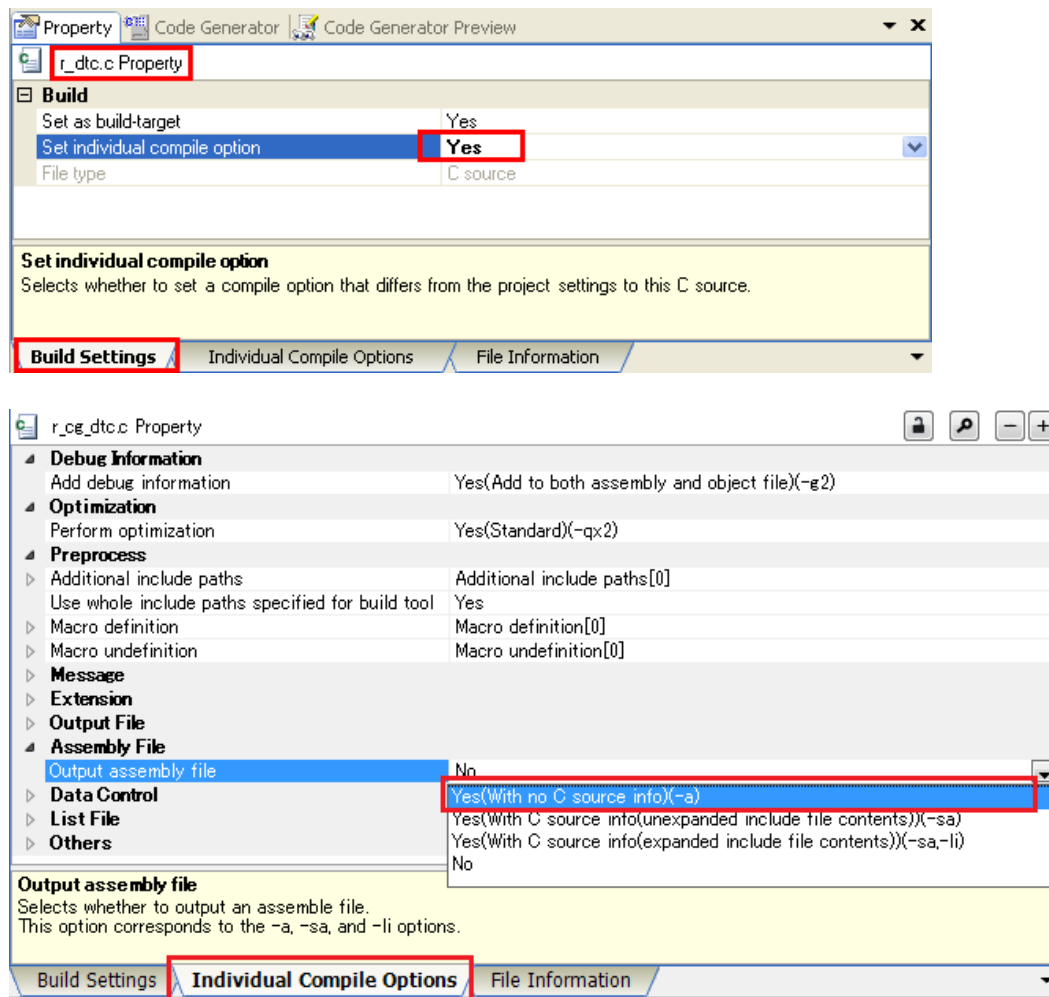 Property Code Generator Code Generator Preview
r_dtc.c Property
Build
Set as build-target Yes
Set individual compile option Yes
File type C source
Set individual compile option
Selects whether to set a compile option that differs from the project settings to this C source.
Build Settings Individual Compile Options File Information
r_cg_dtc.c Property
Debug Information
Add debug information Yes(Add to both assembly and object file)(-g2)
Optimization
Perform optimization Yes(Standard)(-qx2)
Preprocess
Additional include paths Additional include paths[0]
Use whole include paths specified for build tool Yes
Macro definition Macro definition[0]
Macro undefinition Macro undefinition[0]
Message
Extension
Output File
Assembly File
Output assembly file No
Data Control Yes(With no C source info)(-a)
List File Yes(With C source info(unexpanded include file contents))(-sa)
Others Yes(With C source info(expanded include file contents))(-sa,-li)
No
Output assembly file
Selects whether to output an assemble file.
This option corresponds to the -a, -sa, and -li options.
Build Settings Individual Compile Options File Information